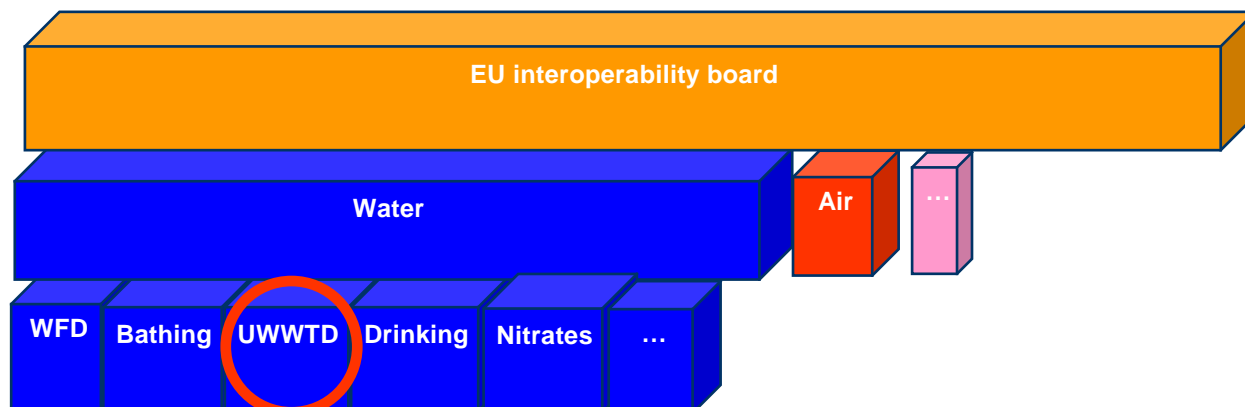 EU interoperability board
Water
Air
...
WFD
Bathing
UWWTD
Drinking
Nitrates
...